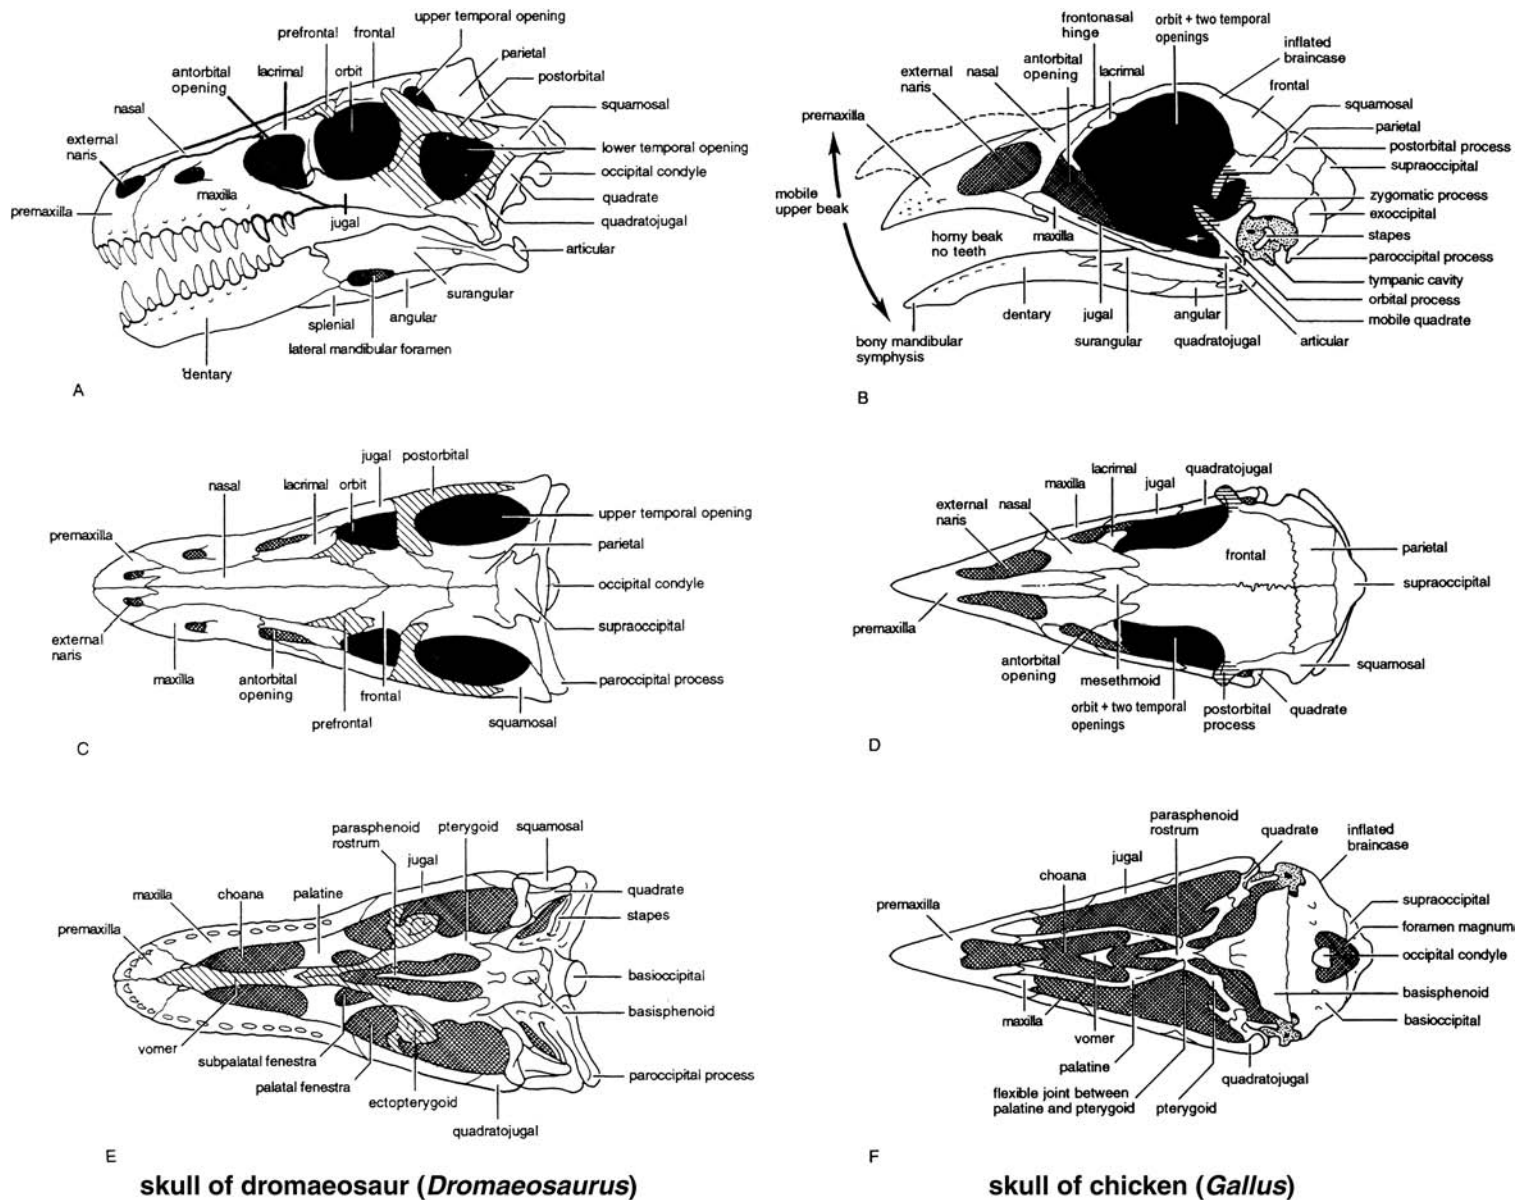 upper temporal opening
prefrontal
frontal
parietal
antorbital
opening
lacrimal
orbit
postorbital
nasal
squamosal
external
naris
lower temporal opening
occipital condyle
maxilla
quadrate
premaxilla
jugal
quadratojugal
articular
surangular
splenial
angular
lateral mandibular foramen
dentary
A
frontonasal
hinge
orbit + two temporal
openings
inflated
braincase
antorbital
opening
lacrimal
external
naris
nasal
frontal
squamosal
premaxilla
parietal
postorbital process
supraoccipital
mobile
upper beak
zygomatic process
exoccipital
horny beak
no teeth
maxilla
stapes
paroccipital process
tympanic cavity
orbital process
dentary
jugal
angular
mobile quadrate
bony mandibular
symphysis
surangular
quadratojugal
articular
B
jugal
postorbital
nasal
lacrimal
orbit
premaxilla
upper temporal opening
parietal
occipital condyle
supraoccipital
external
naris
maxilla
antorbital
opening
frontal
paroccipital process
prefrontal
squamosal
C
lacrimal
quadratojugal
maxilla
jugal
external
naris
nasal
frontal
parietal
supraoccipital
premaxilla
antorbital
opening
mesethmoid
squamosal
orbit + two temporal
openings
postorbital
process
quadrate
D
parasphenoid
rostrum
pterygoid
squamosal
jugal
maxilla
choana
palatine
quadrate
stapes
premaxilla
basioccipital
basisphenoid
vomer
subpalatal fenestra
palatal fenestra
paroccipital process
ectopterygoid
quadratojugal
E
parasphenoid
rostrum
quadrate
inflated
braincase
jugal
choana
premaxilla
supraoccipital
foramen magnum
occipital condyle
basisphenoid
maxilla
basioccipital
vomer
palatine
quadratojugal
flexible joint between
palatine and pterygoid
pterygoid
F
skull of dromaeosaur (Dromaeosaurus)
skull of chicken (Gallus)